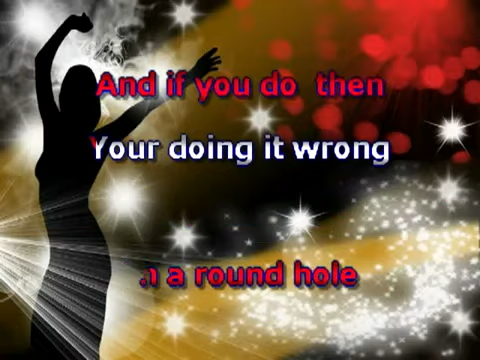 And if you do then
Your doing it wrong
a round hole